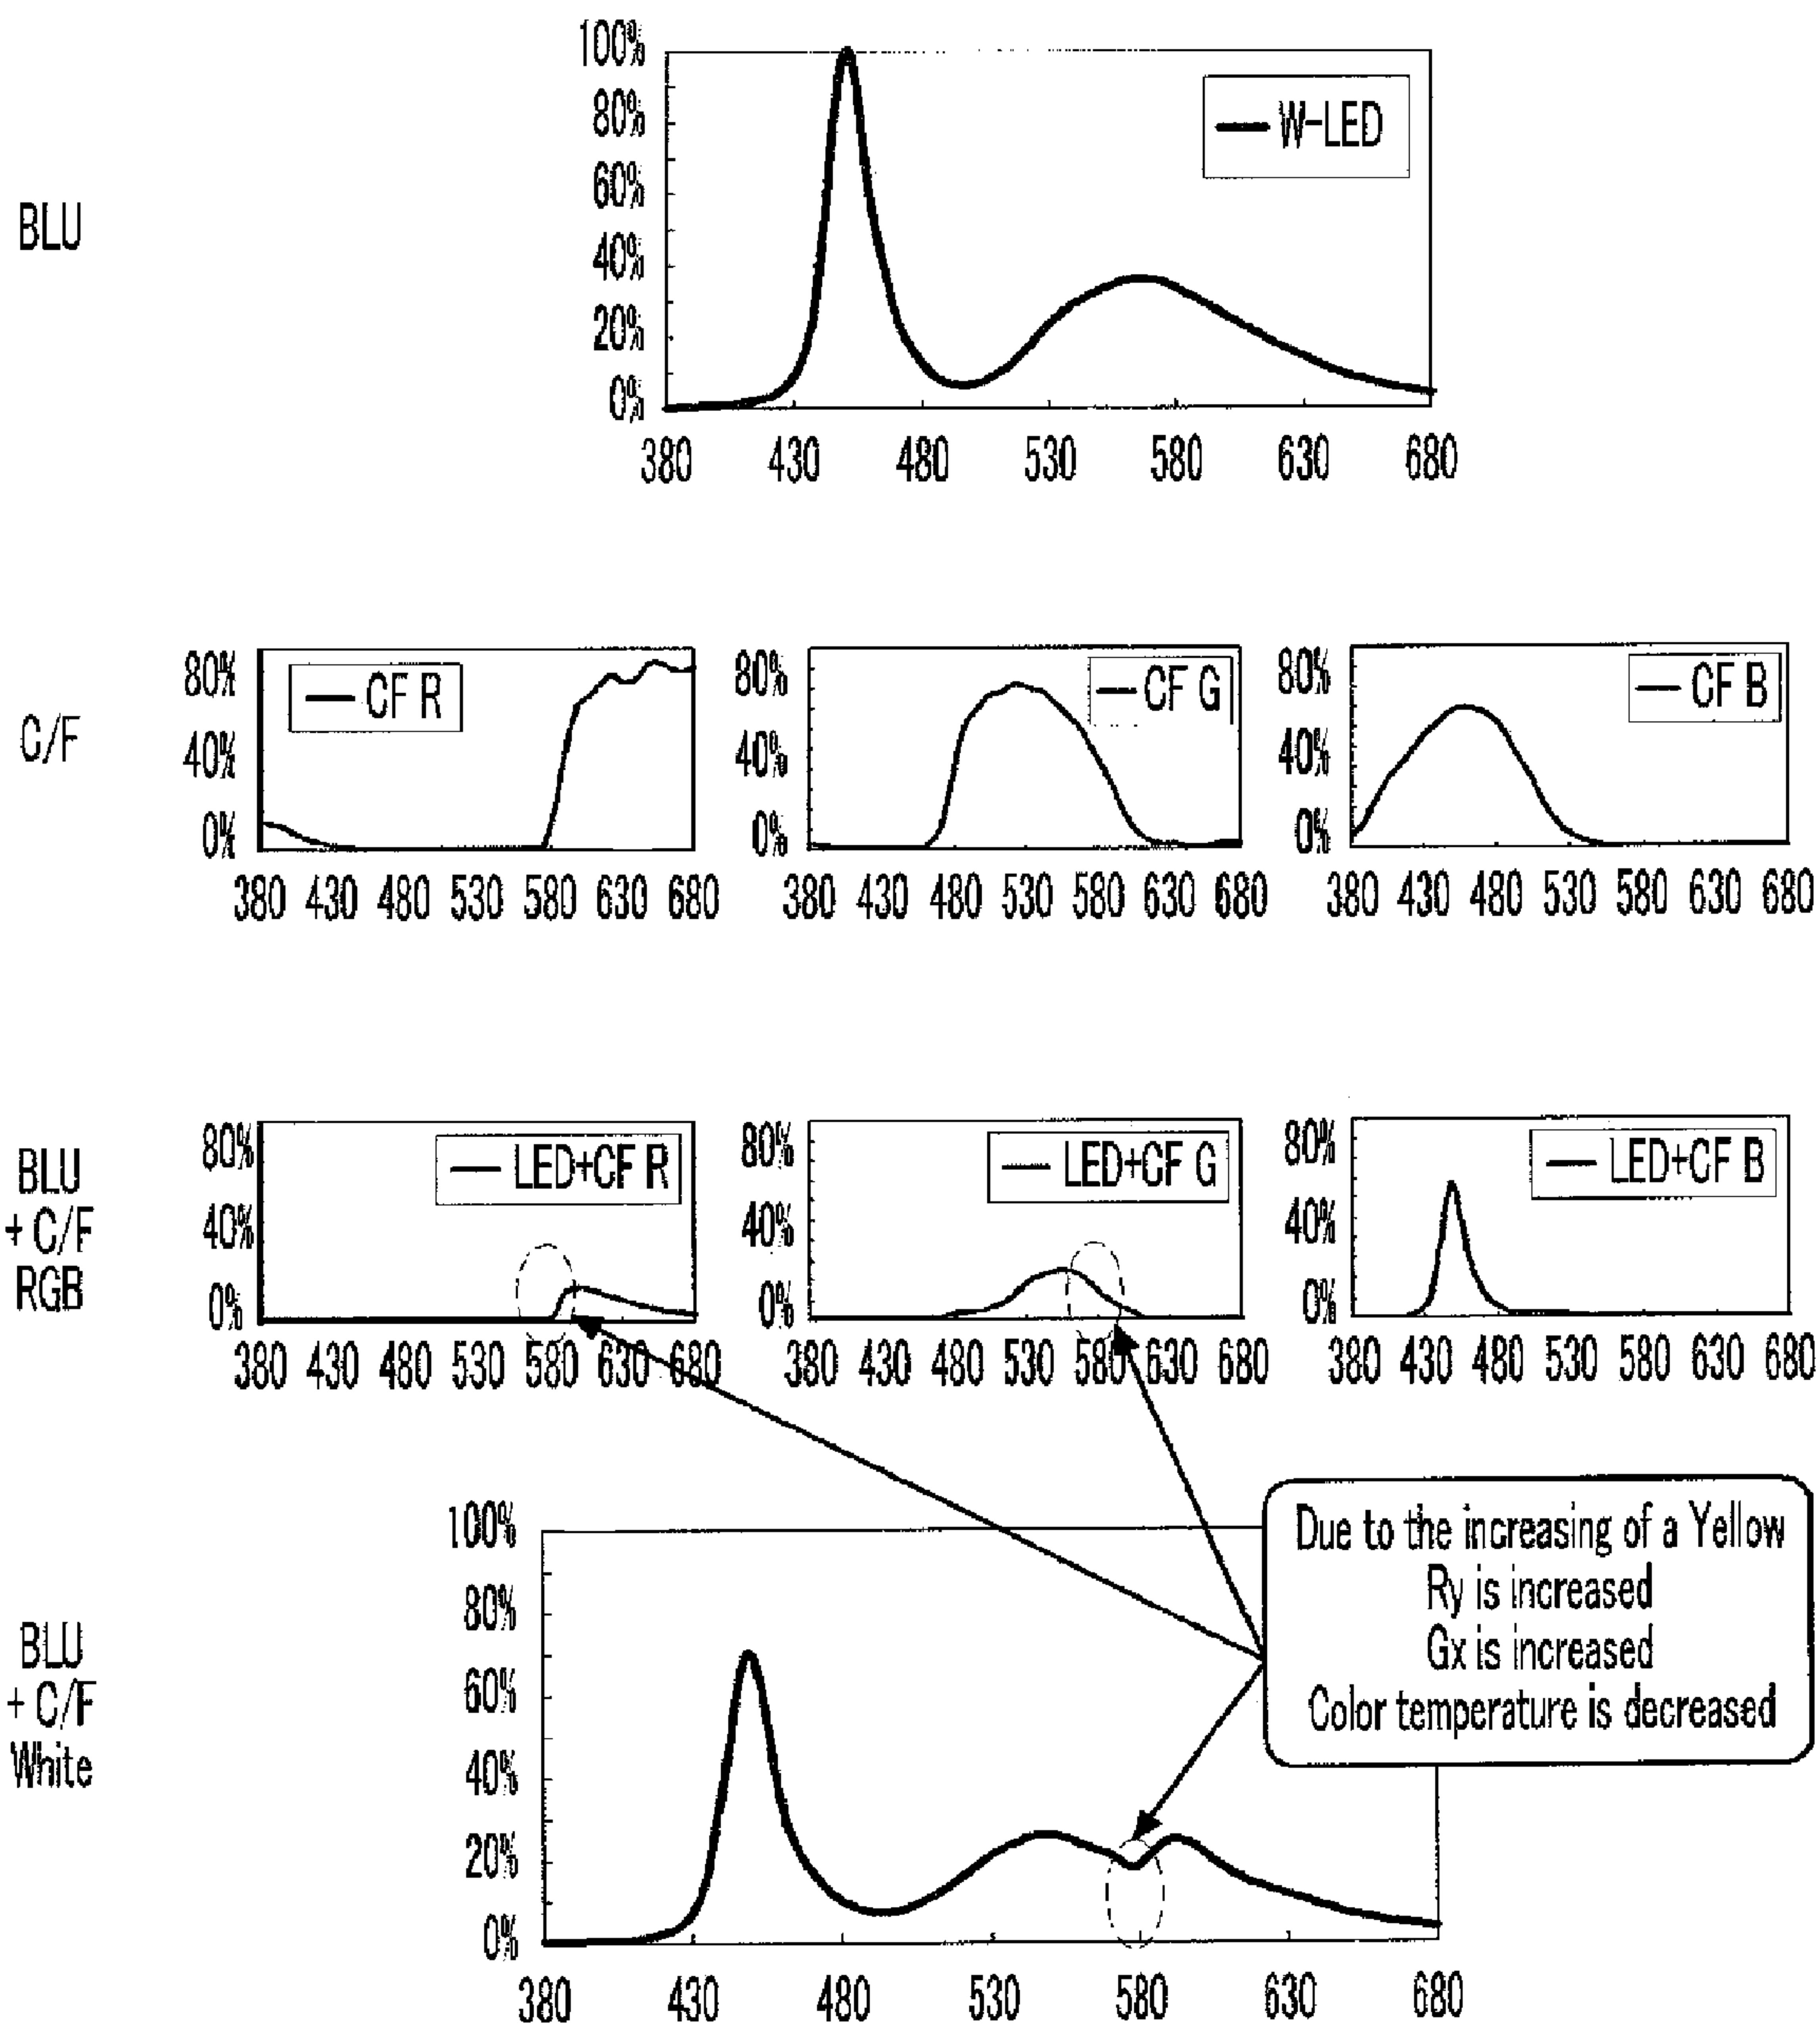 BLU
100%
80%
60%
40%
20%
0%
W-LED
380 430 480 530 580 630 680
C/F
80%
40%
0%
CF R
380 430 480 530 580 630 680
80%
40%
0%
CF G
380 430 480 530 580 630 680
80%
40%
0%
CF B
380 430 480 530 580 630 680
BLU
+ C/F
RGB
80%
40%
0%
LED+CF R
380 430 480 530 580 630 680
80%
40%
0%
LED+CF G
380 430 480 530 580 630 680
80%
40%
0%
LED+CF B
380 430 480 530 580 630 680
Due to the increasing of a Yellow
Ry is increased
Gx is increased
Color temperature is decreased
BLU
+ C/F
White
100%
80%
60%
40%
20%
0%
380 430 480 530 580 630 680